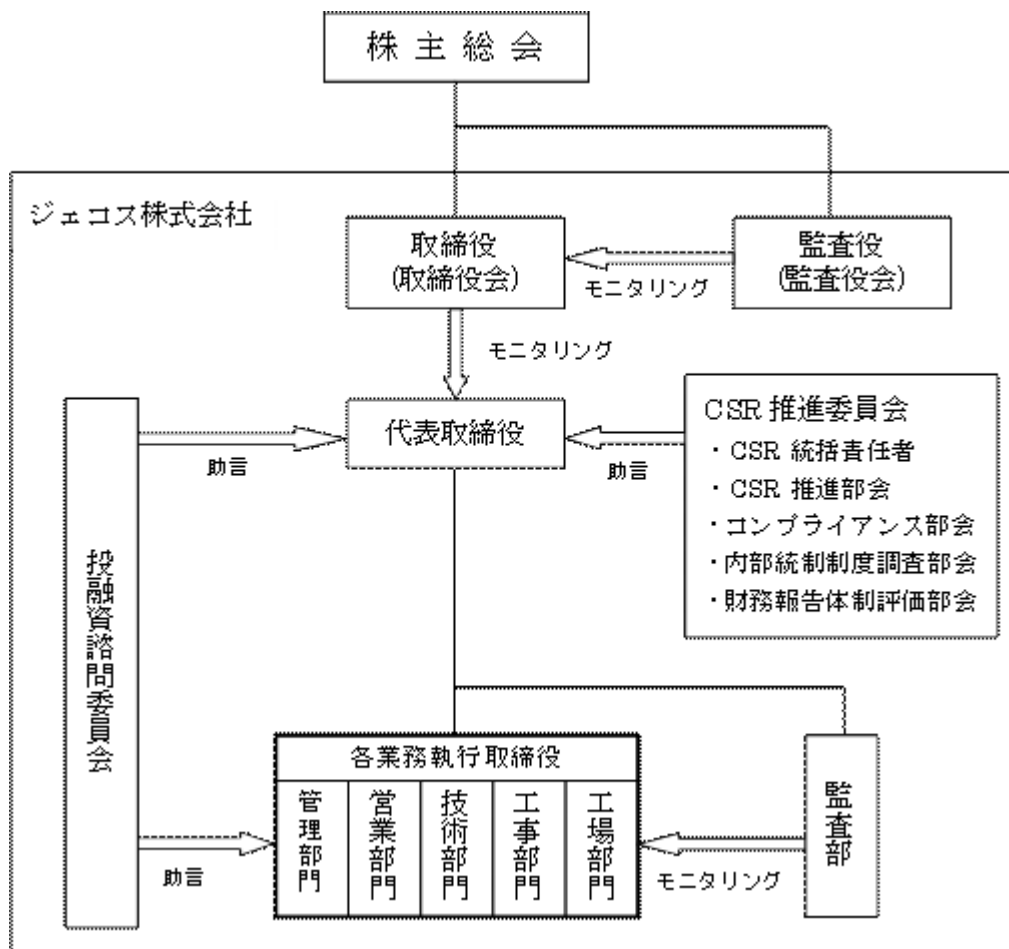 株主総会
ジェコス株式会社
取締役
(取締役会)
監査役
(監査役会)
モニタリング
モニタリング
代表取締役
助言
助言
CSR 推進委員会
・CSR 統括責任者
・CSR 推進部会
・コンプライアンス部会
・内部統制制度調査部会
・財務報告体制評価部会
投融資諮問委員会
各業務執行取締役
管理部門
営業部門
技術部門
工事部門
工場部門
監査部
助言
モニタリング